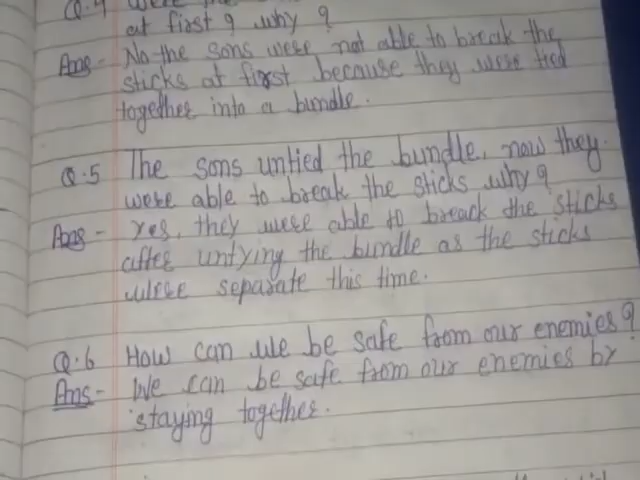 Q.4 Were the
at first ? why ?
Ans - No the sons were not able to break the
sticks at first because they were tied
together into a bundle.
Q.5 The sons untied the bundle, now they
were able to break the sticks why ?
Ans - Yes, they were able to breack the sticks
after untying the bundle as the sticks
were separate this time.
Q.6 How can we be safe from our enemies ?
Ans - We can be safe from our enemies by
staying together.